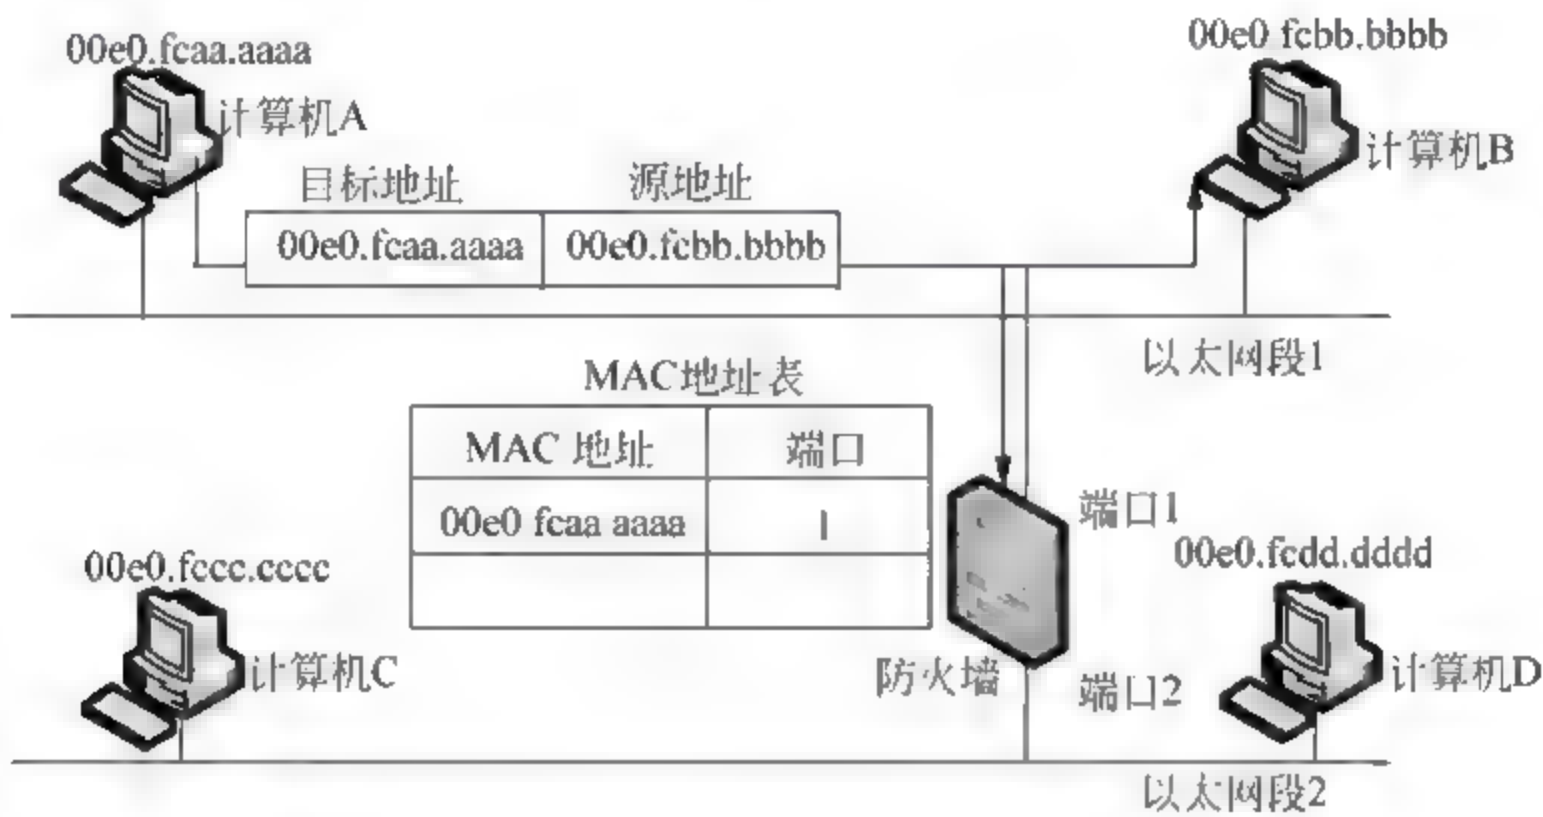 00e0.fcaa.aaaa
00e0 fcbb.bbbb
计算机A
计算机B
目标地址 源地址
00e0.fcaa.aaaa 00e0.fcbb.bbbb
以太网段1
MAC地址表
MAC 地址 端口
00e0 fcaa aaaa 1
端口1
00e0.fccc.cccc
00e0.fcdd.dddd
计算机C
防火墙
端口2
计算机D
以太网段2